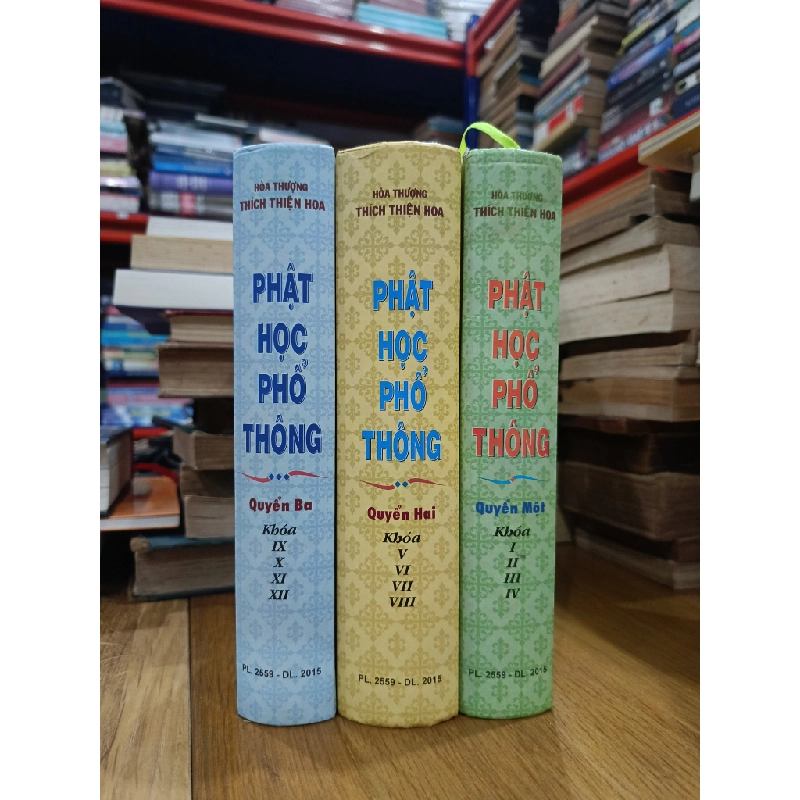 HÒA THƯỢNG
THÍCH THIỆN HOA
PHẬT
HỌC
PHỔ
THÔNG
Quyển Ba
Khóa
IX
X
XI
XII
PL. 2559 - DL. 2015
HÒA THƯỢNG
THÍCH THIỆN HOA
PHẬT
HỌC
PHỔ
THÔNG
Quyển Hai
Khóa
V
VI
VII
VIII
PL. 2559 - DL. 2015
HÒA THƯỢNG
THÍCH THIỆN HOA
PHẬT
HỌC
PHỔ
THÔNG
Quyển Một
Khóa
I
II
III
IV
PL. 2559 - DL. 2015